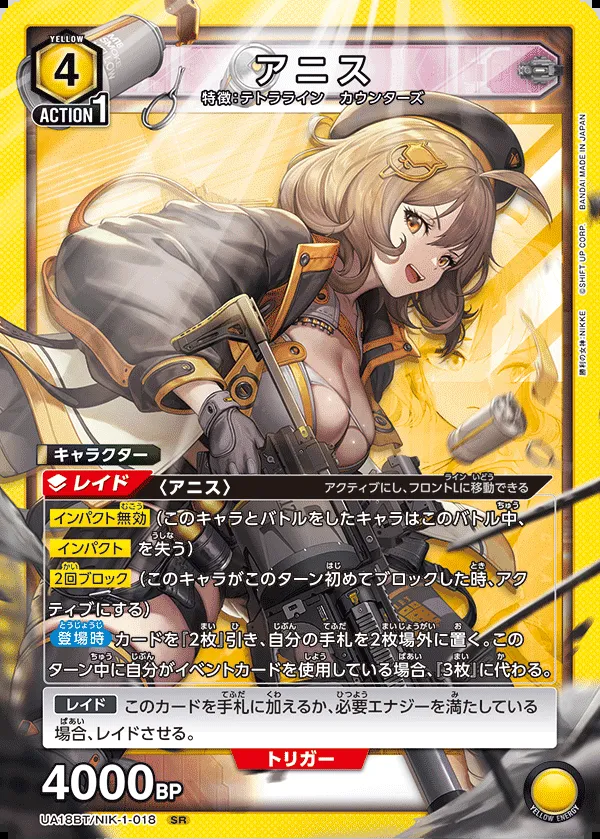 YELLOW
4
ACTION 1
アニス
特徴:テトラライン カウンターズ
勝利の女神:NIKKE ©SHIFT UP CORP. BANDAI MADE IN JAPAN
キャラクター
レイド 〈アニス〉 アクティブにし、フロントLに移動できる
インパクト無効 (このキャラとバトルをしたキャラはこのバトル中、
インパクト を失う)
2回ブロック (このキャラがこのターン初めてブロックした時、アク
ティブにする)
登場時 カードを『2枚』引き、自分の手札を2枚場外に置く。この
ターン中に自分がイベントカードを使用している場合、『3枚』に代わる。
レイド このカードを手札に加えるか、必要エナジーを満たしている
場合、レイドさせる。
トリガー
4000BP
YELLOW ENERGY
UA18BT/NIK-1-018 SR